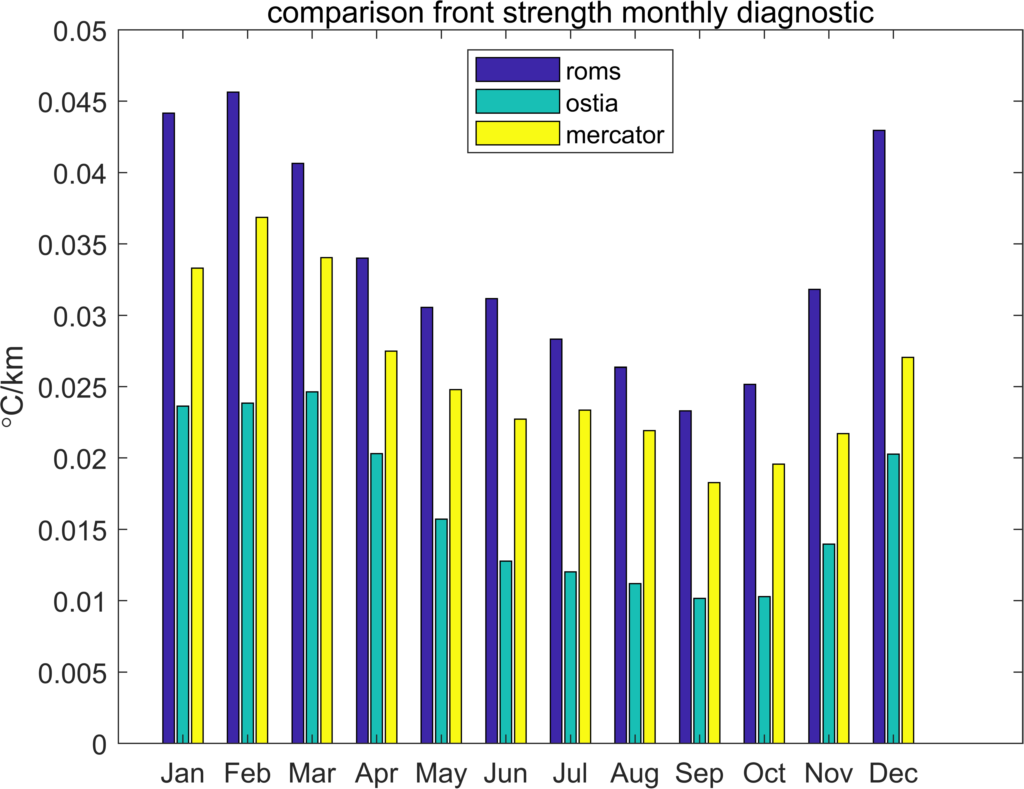 comparison front strength monthly diagnostic
0.05
0.045
0.04
0.035
0.03
0.025
0.02
0.015
0.01
0.005
0
°C/km
roms
ostia
mercator
Jan Feb Mar Apr May Jun Jul Aug Sep Oct Nov Dec